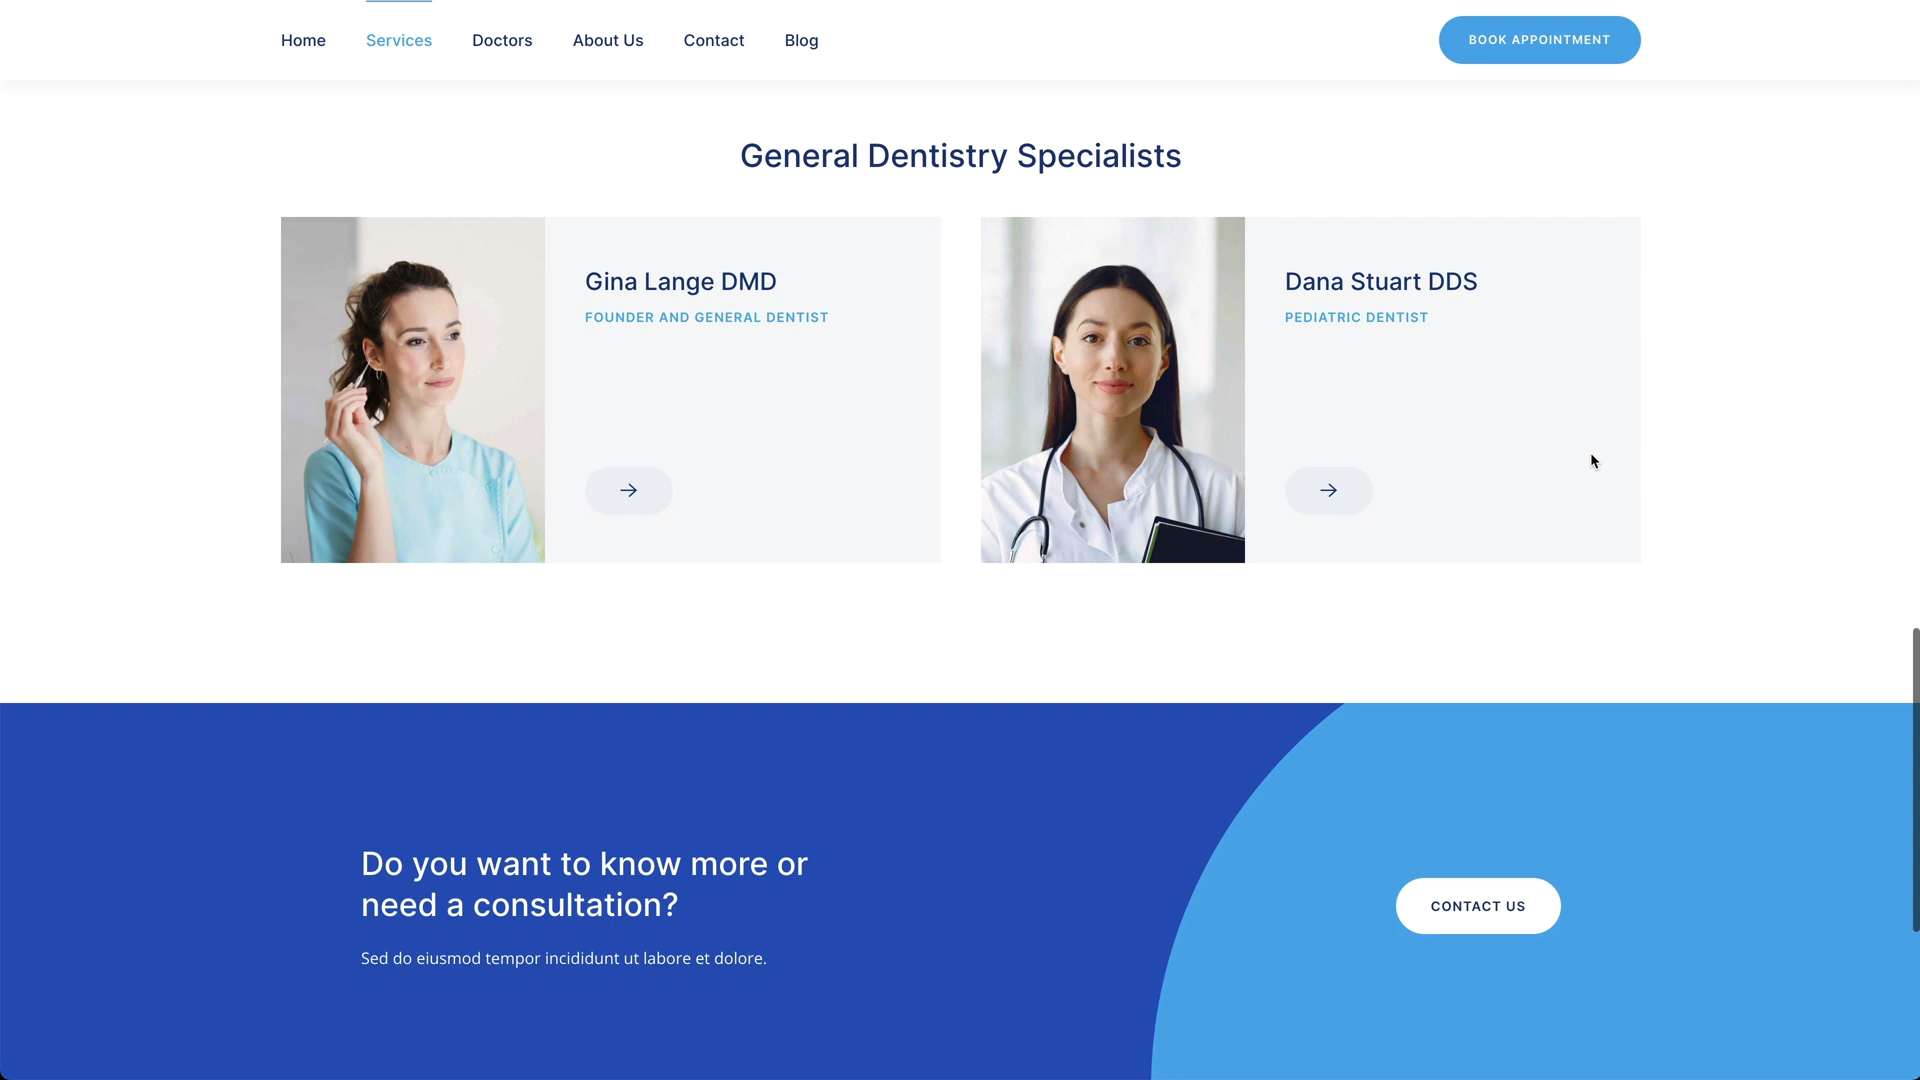 Home
Services
Doctors
About Us
Contact
Blog
BOOK APPOINTMENT
General Dentistry Specialists
Gina Lange DMD
FOUNDER AND GENERAL DENTIST
Dana Stuart DDS
PEDIATRIC DENTIST
Do you want to know more or
need a consultation?
Sed do eiusmod tempor incididunt ut labore et dolore.
CONTACT US